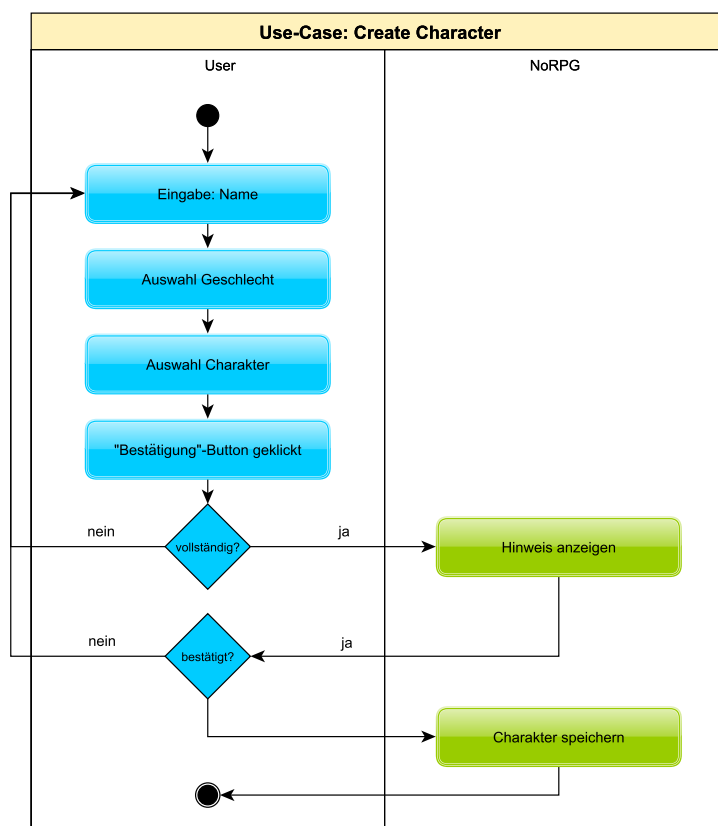 Use-Case: Create Character
User
NoRPG
Eingabe: Name
Auswahl Geschlecht
Auswahl Charakter
"Bestätigung"-Button geklickt
nein
vollständig?
ja
Hinweis anzeigen
nein
bestätigt?
ja
Charakter speichern